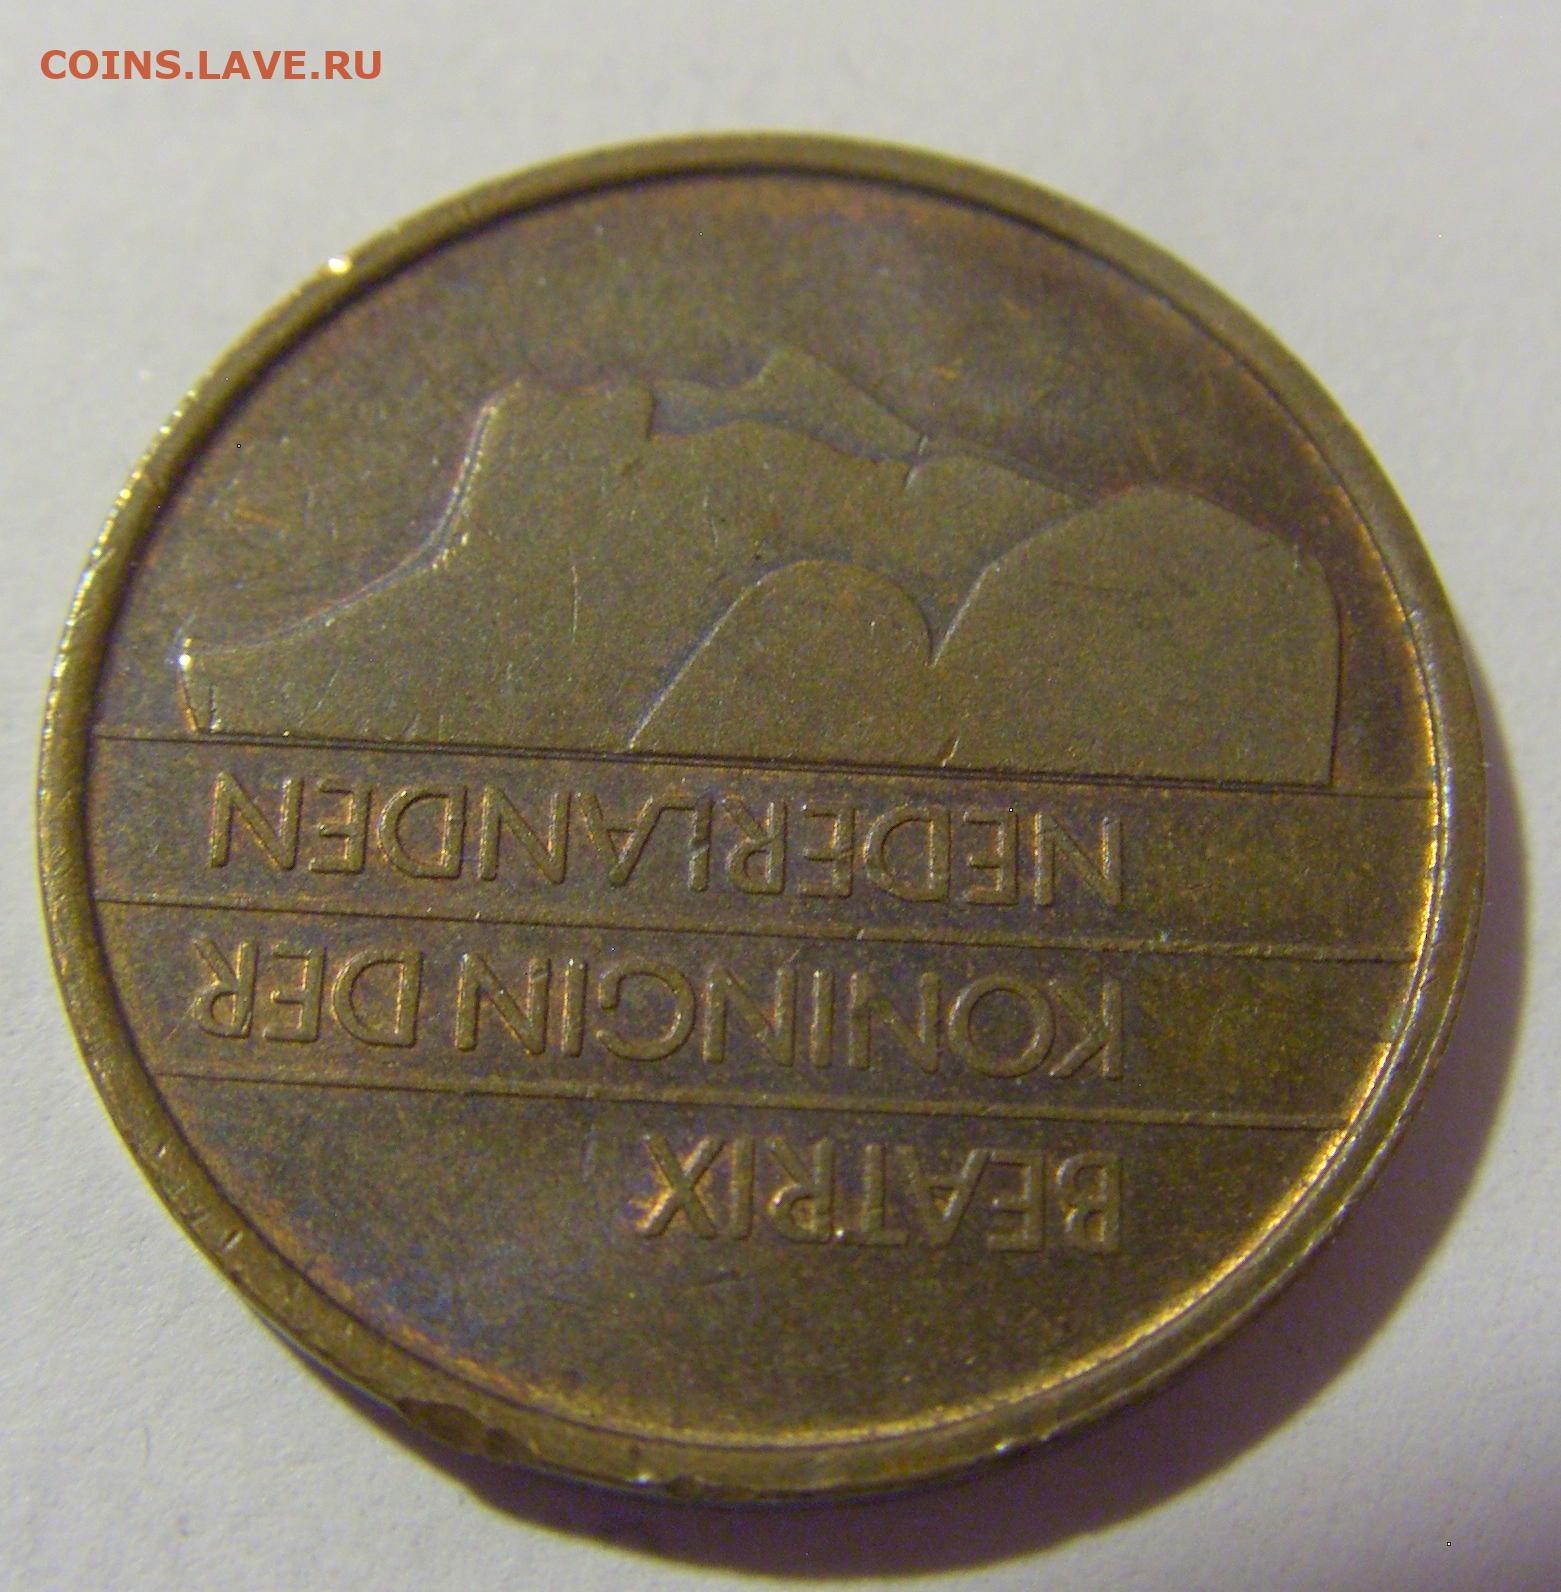 COINS.LAVE.RU
BEATRIX
KONINGIN DER
NEDERLANDEN